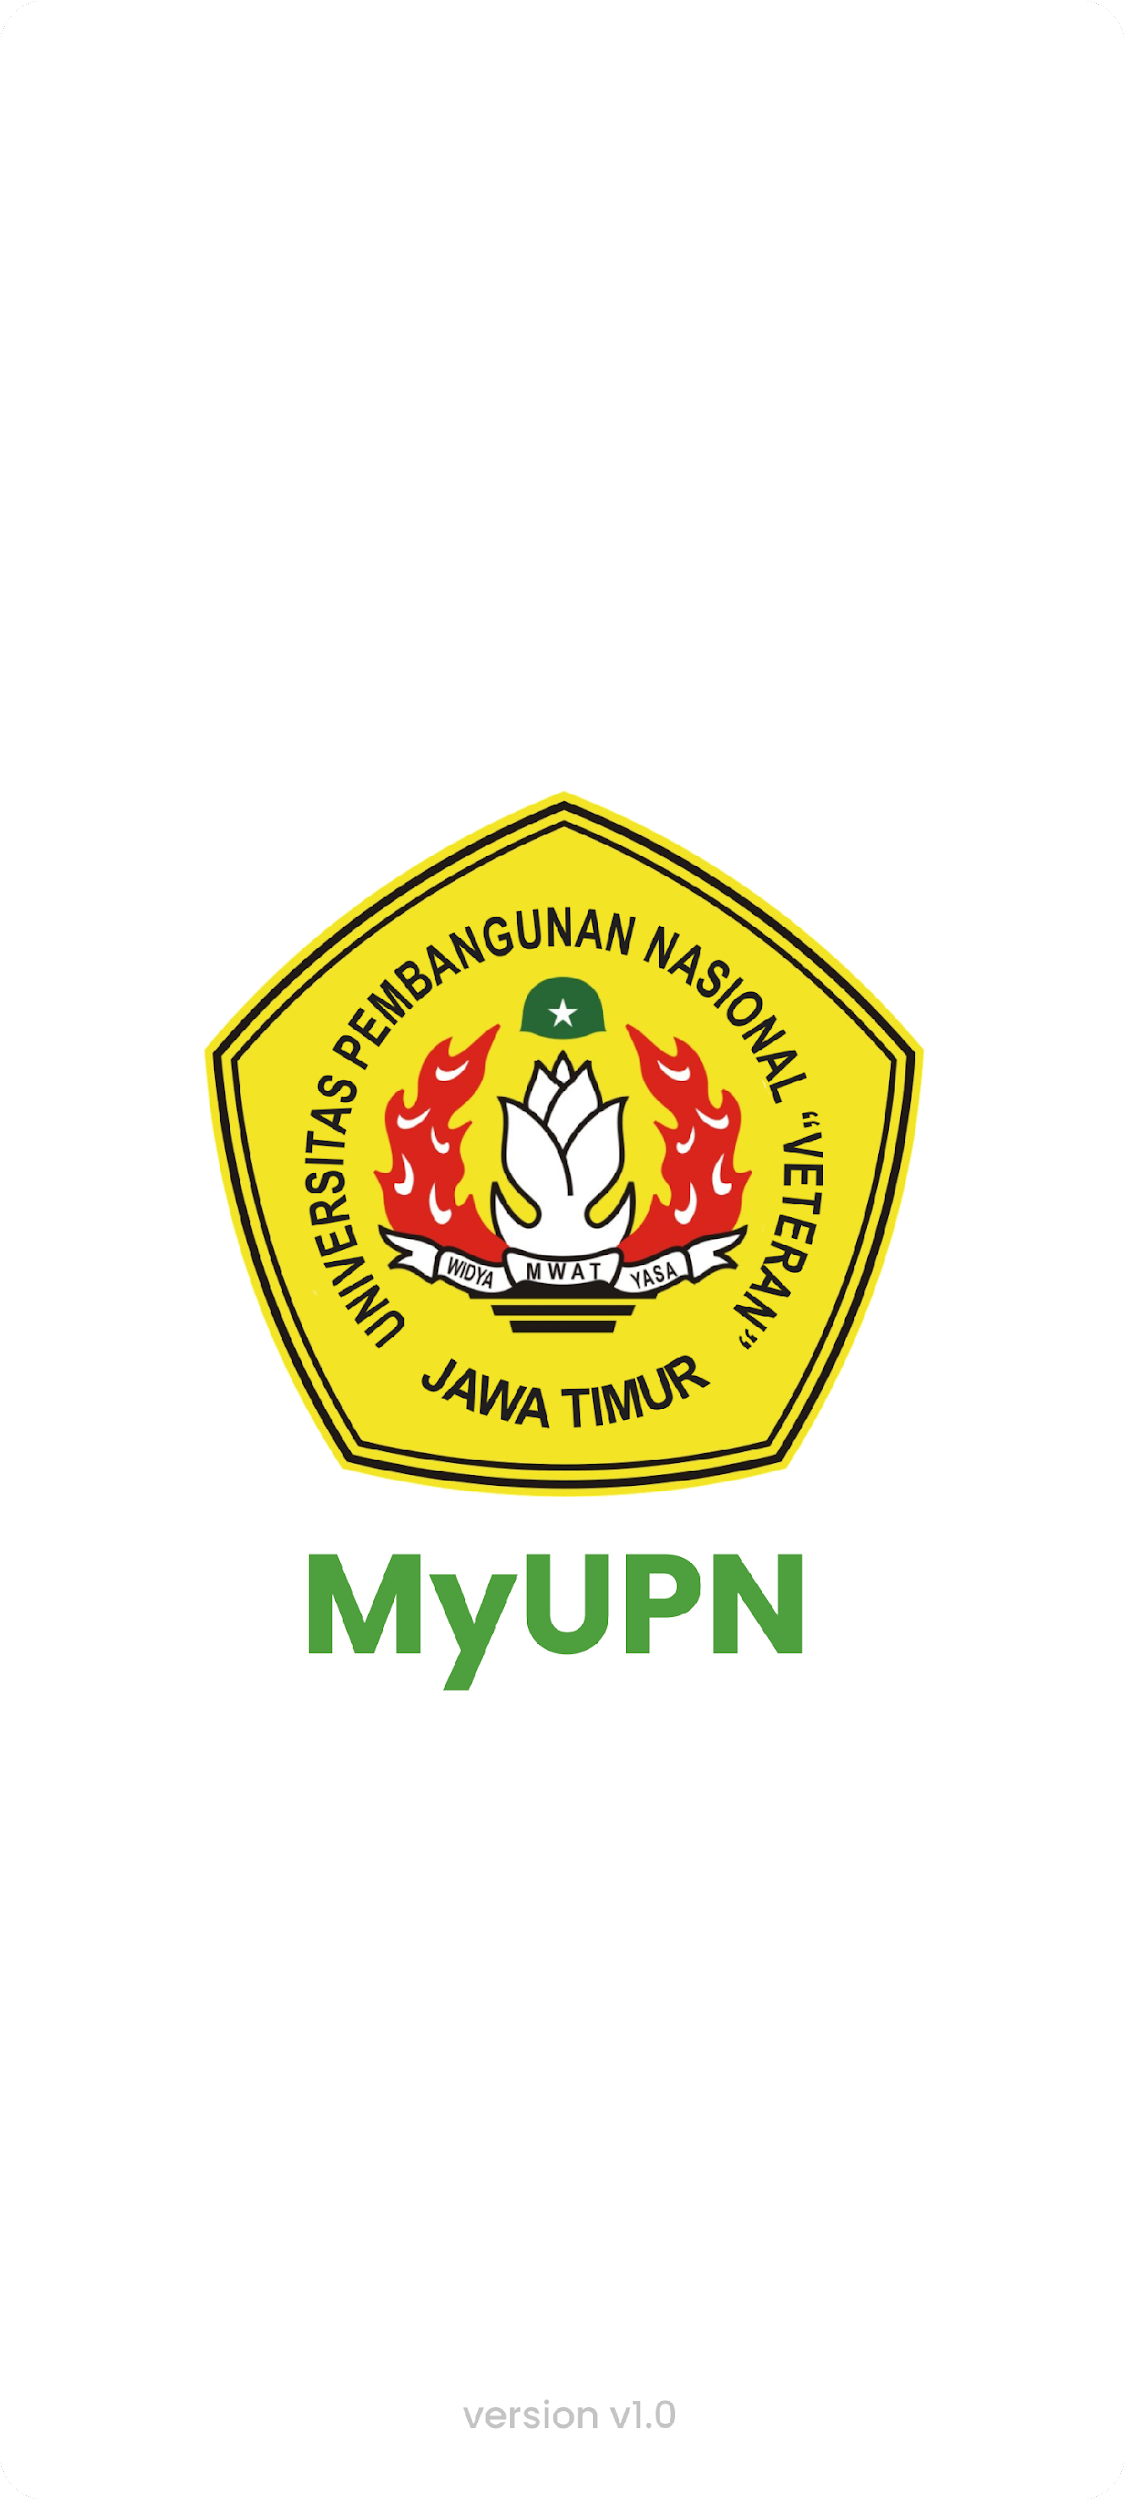 UNIVERSITAS PEMBANGUNAN NASIONAL "VETERAN"
WIDYA MWAT YASA
JAWA TIMUR
MyUPN
version v1.0